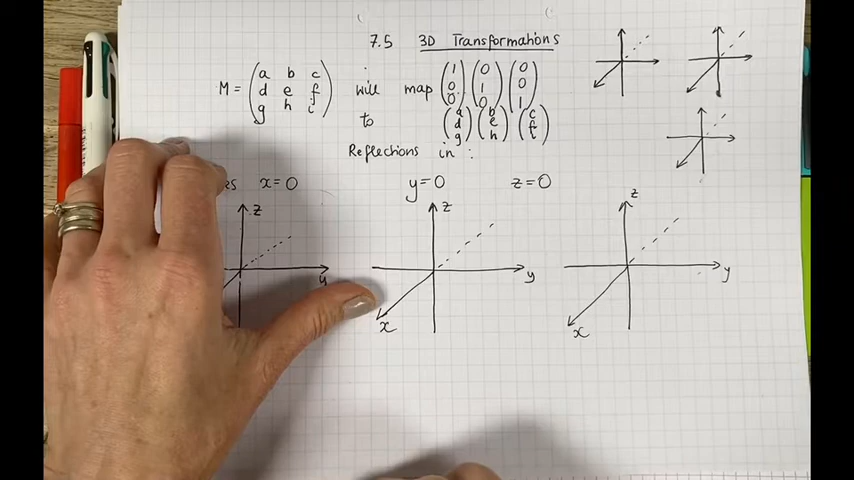 7.5 3D Transformations
M = (a b c
d e f
g h i) will map (1 0 0) (0 1 0) (0 0 1)
to (a d g) (b e h) (c f i)
Reflections in :
x=0 y=0 z=0
z z z
y y y
x x